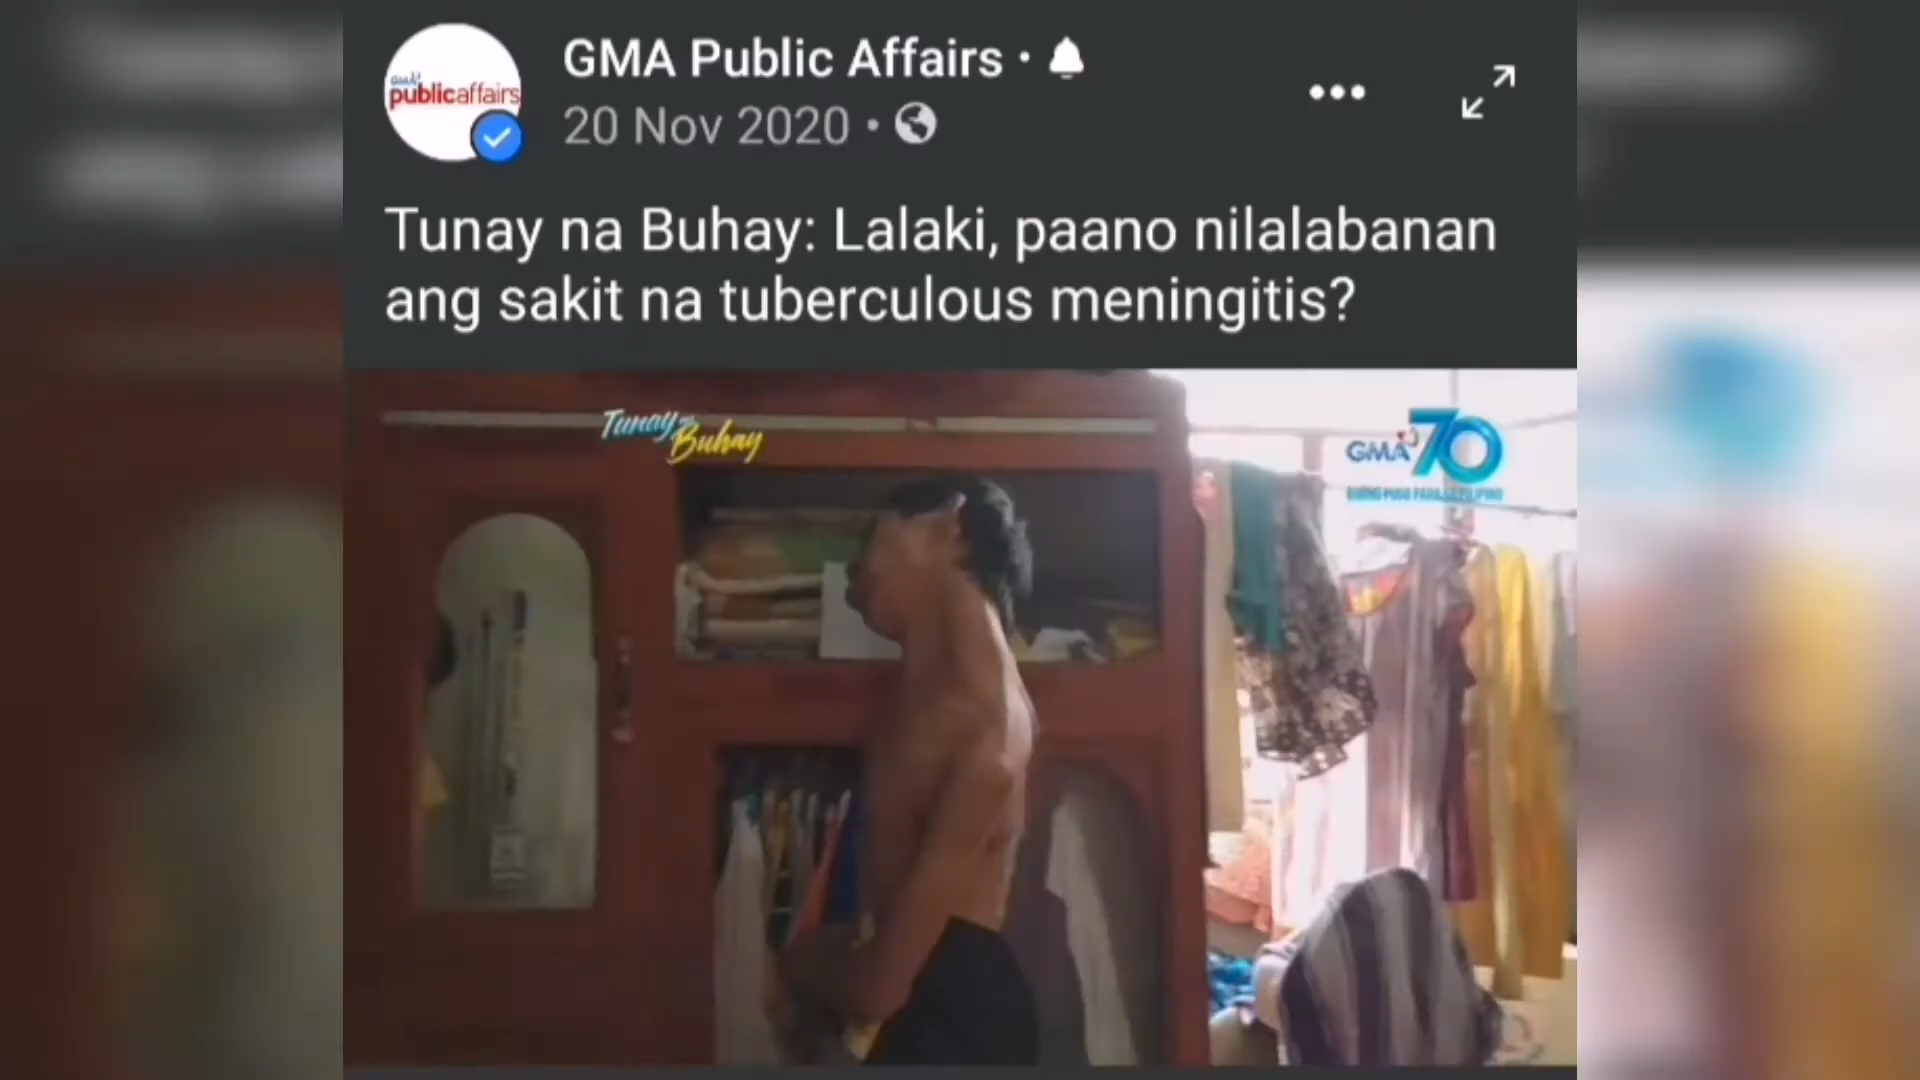 GMA Public Affairs •
20 Nov 2020 •
publicaffairs
Tunay na Buhay: Lalaki, paano nilalabanan
ang sakit na tuberculous meningitis?
Tunay na
Buhay
GMA 70